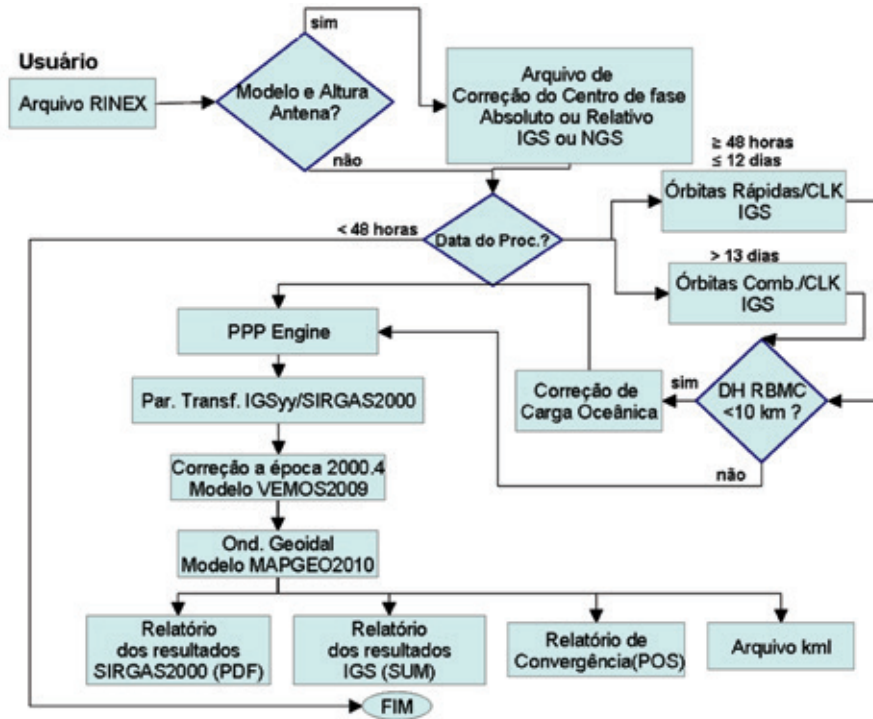 sim
Usuário
Arquivo RINEX
Modelo e Altura
Antena?
Arquivo de
Correção do Centro de fase
Absoluto ou Relativo
IGS ou NGS
não
≥ 48 horas
≤ 12 dias
Órbitas Rápidas/CLK
IGS
< 48 horas
Data do Proc.?
> 13 dias
Órbitas Comb./CLK
IGS
PPP Engine
Correção de
Carga Oceânica
sim
DH RBMC
<10 km ?
não
Par. Transf. IGSyy/SIRGAS2000
Correção a época 2000.4
Modelo VEMOS2009
Ond. Geoidal
Modelo MAPGEO2010
Relatório
dos resultados
SIRGAS2000 (PDF)
Relatório
dos resultados
IGS (SUM)
Relatório de
Convergência(POS)
Arquivo kml
FIM